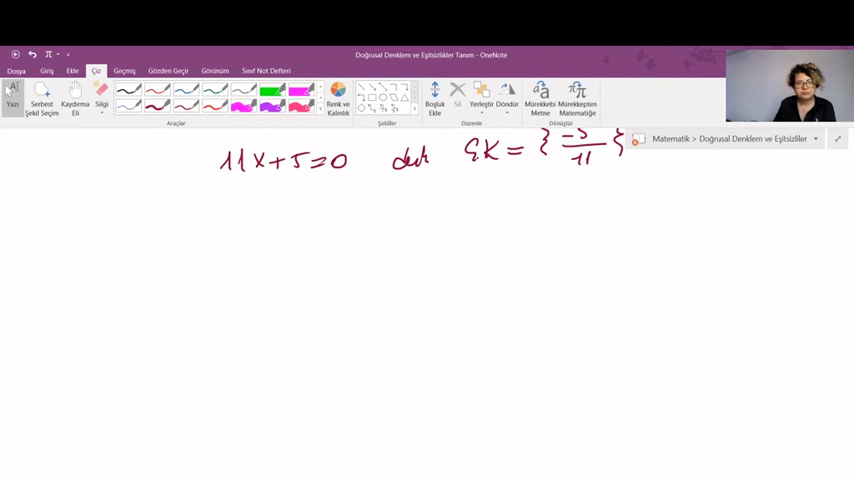 Doğrusal Denklem ve Eşitsizlikler Tanım - OneNote
Dosya Giriş Ekle Çiz Geçmiş Gözden Geçir Görünüm Sınıf Not Defteri
Yazı Serbest Şekil Seçim Kaydırma Eli Silgi Renk ve Kalınlık Boşluk Ekle Sil Yerleştir Döndür Mürekkebi Metne Mürekkepten Matematiğe
Araçlar Şekiller Düzenle Dönüştür
Matematik > Doğrusal Denklem ve Eşitsizlikler
11x+5=0 denk ÇK = { -5/11 }